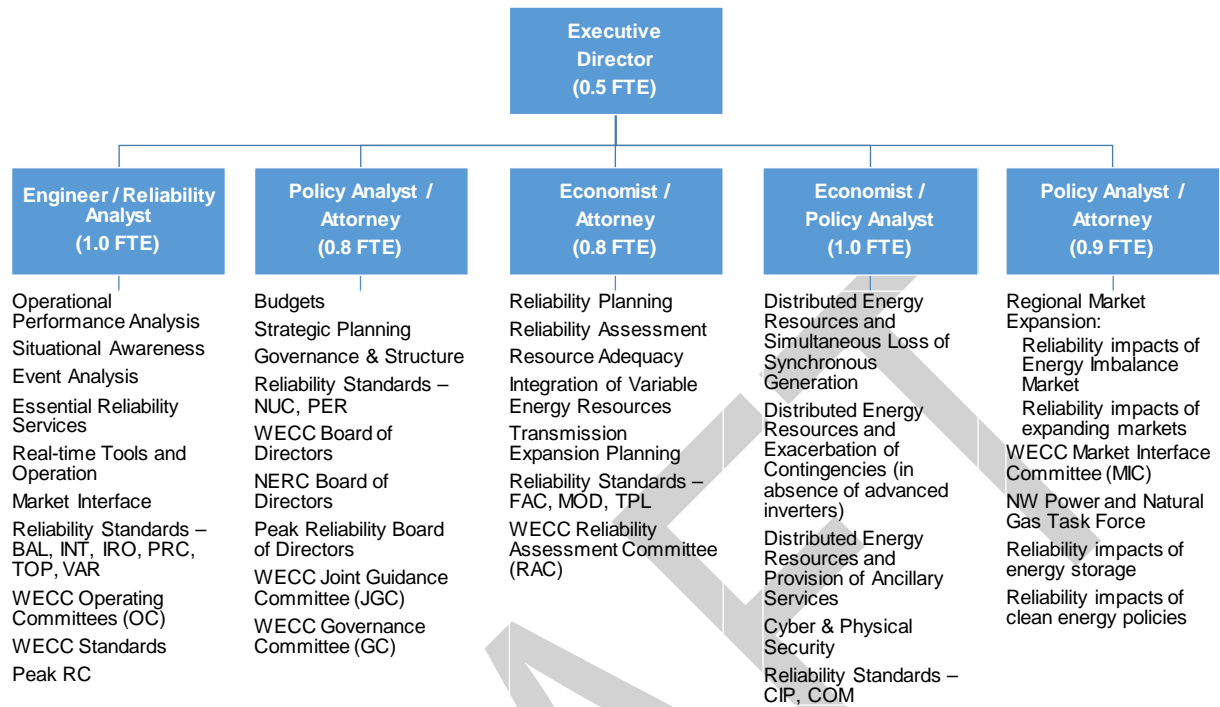 Executive
Director
(0.5 FTE)
Engineer / Reliability
Analyst
(1.0 FTE)
Operational
Performance Analysis
Situational Awareness
Event Analysis
Essential Reliability
Services
Real-time Tools and
Operation
Market Interface
Reliability Standards –
BAL, INT, IRO, PRC,
TOP, VAR
WECC Operating
Committees (OC)
WECC Standards
Peak RC
Policy Analyst /
Attorney
(0.8 FTE)
Budgets
Strategic Planning
Governance & Structure
Reliability Standards –
NUC, PER
WECC Board of
Directors
NERC Board of
Directors
Peak Reliability Board
of Directors
WECC Joint Guidance
Committee (JGC)
WECC Governance
Committee (GC)
Economist /
Attorney
(0.8 FTE)
Reliability Planning
Reliability Assessment
Resource Adequacy
Integration of Variable
Energy Resources
Transmission
Expansion Planning
Reliability Standards –
FAC, MOD, TPL
WECC Reliability
Assessment Committee
(RAC)
Economist /
Policy Analyst
(1.0 FTE)
Distributed Energy
Resources and
Simultaneous Loss of
Synchronous
Generation
Distributed Energy
Resources and
Exacerbation of
Contingencies (in
absence of advanced
inverters)
Distributed Energy
Resources and
Provision of Ancillary
Services
Cyber & Physical
Security
Reliability Standards –
CIP, COM
Policy Analyst /
Attorney
(0.9 FTE)
Regional Market
Expansion:
Reliability impacts of
Energy Imbalance
Market
Reliability impacts of
expanding markets
WECC Market Interface
Committee (MIC)
NW Power and Natural
Gas Task Force
Reliability impacts of
energy storage
Reliability impacts of
clean energy policies